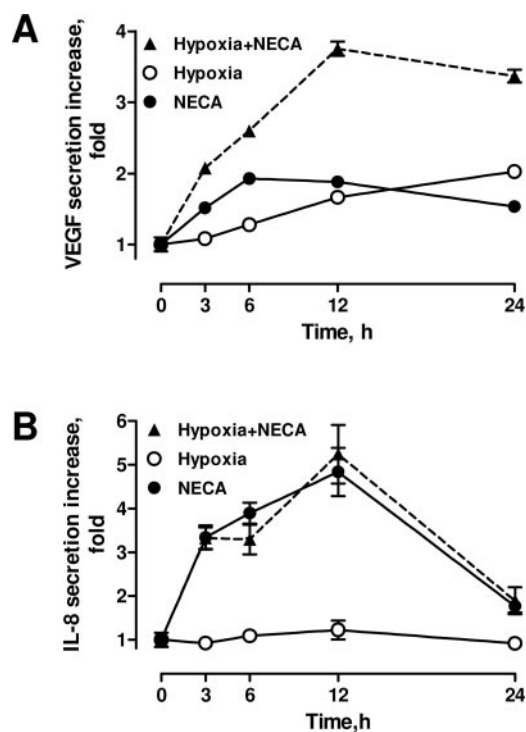 A
VEGF secretion increase,
fold
4
3
2
1
Hypoxia+NECA
Hypoxia
NECA
0 3 6 12 24
Time, h
B
IL-8 secretion increase,
fold
6
5
4
3
2
1
Hypoxia+NECA
Hypoxia
NECA
0 3 6 12 24
Time,h